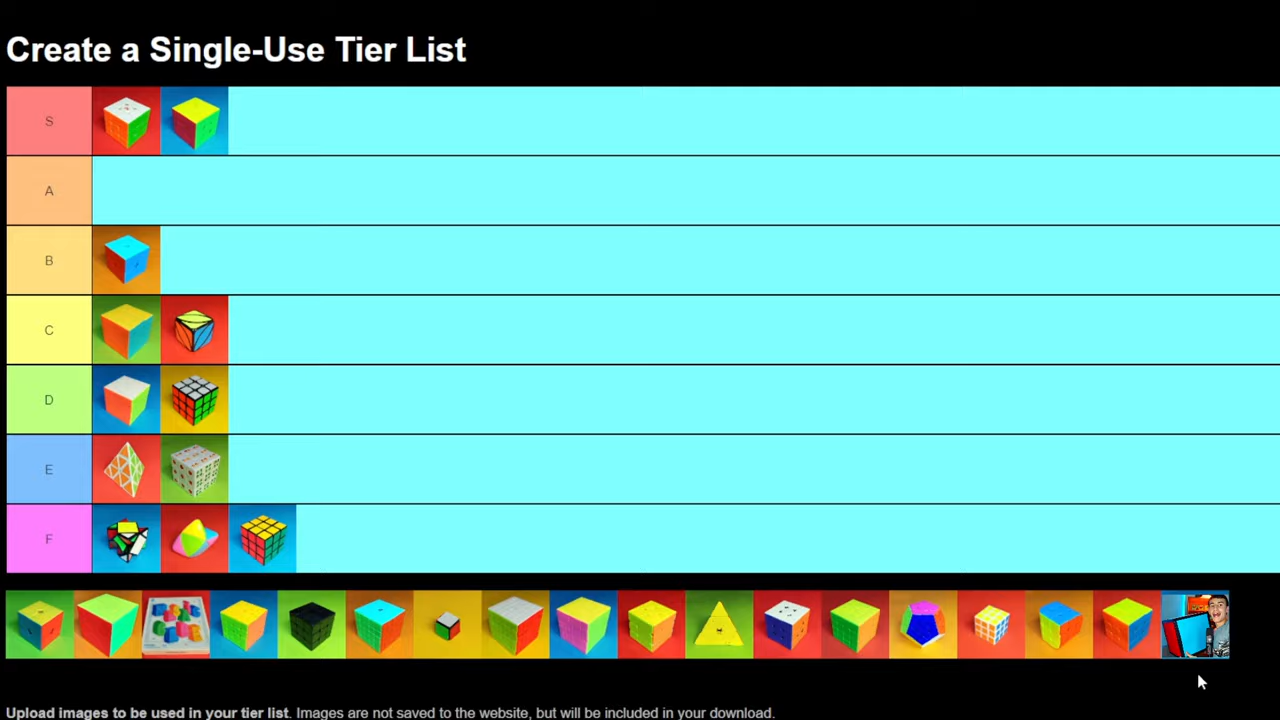 Create a Single-Use Tier List
S
A
B
C
D
E
F
Upload images to be used in your tier list. Images are not saved to the website, but will be included in your download.